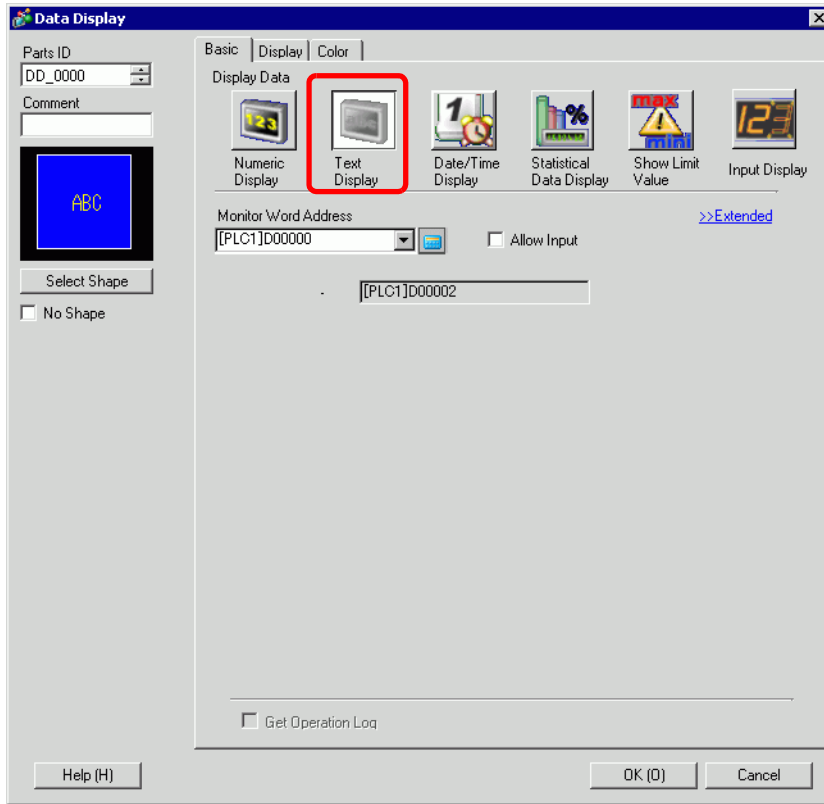 Data Display
Parts ID
DD_0000
Comment
ABC
Select Shape
No Shape
Basic Display Color
Display Data
Numeric Display
Text Display
Date/Time Display
Statistical Data Display
Show Limit Value
Input Display
Monitor Word Address
>>Extended
[PLC1]D00000
Allow Input
- [PLC1]D00002
Get Operation Log
Help (H)
OK (O)
Cancel